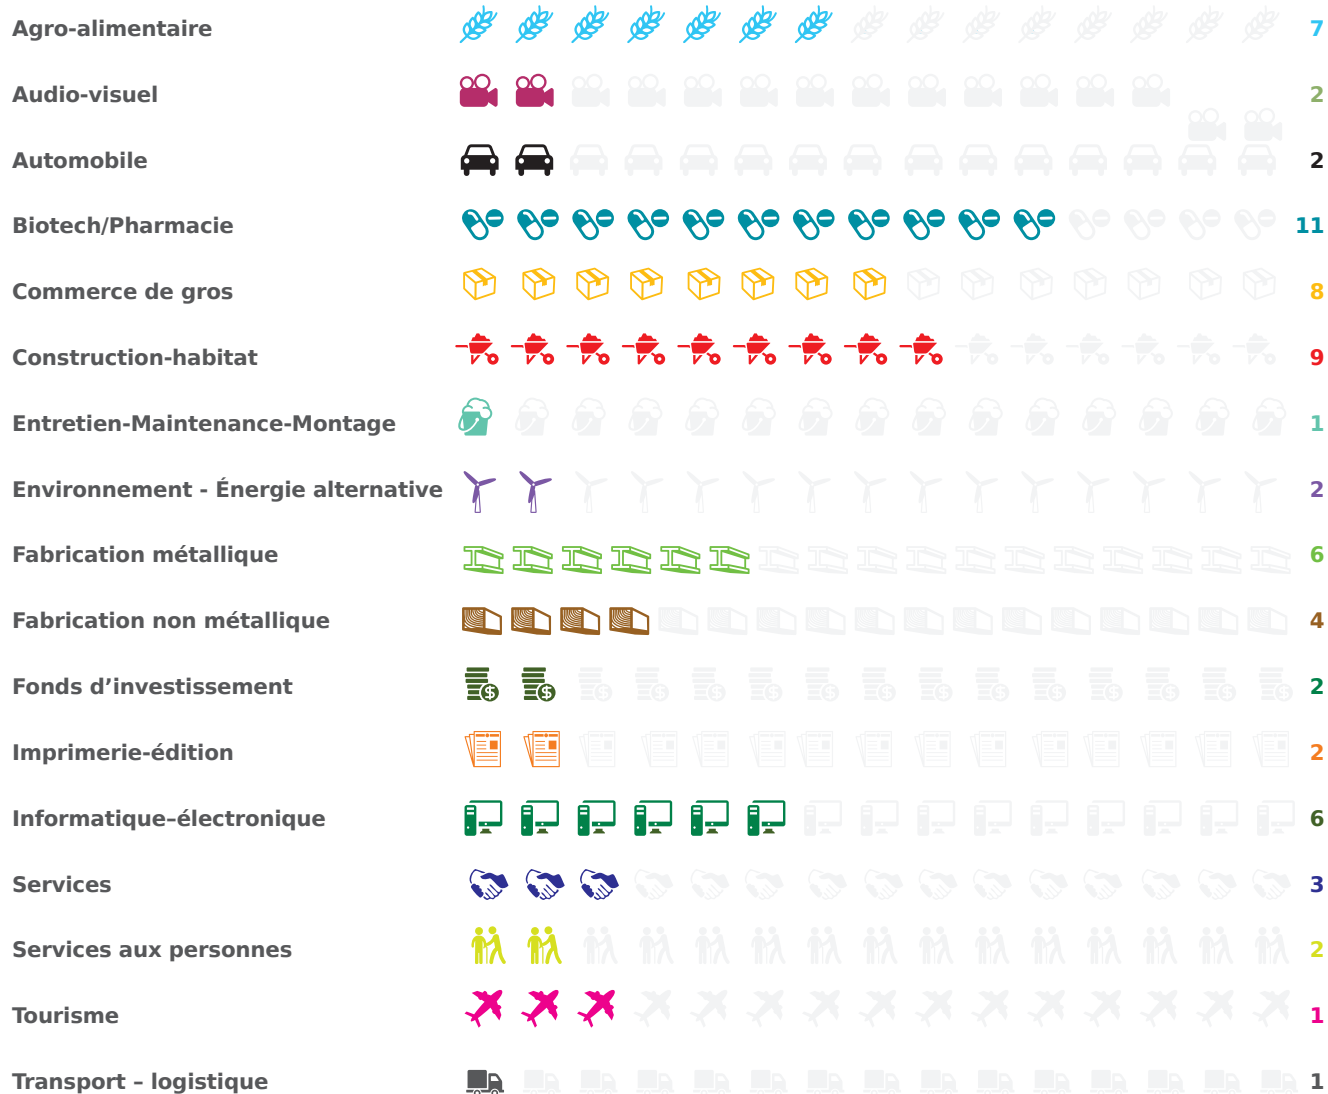 Agro-alimentaire 7
Audio-visuel 2
Automobile 2
Biotech/Pharmacie 11
Commerce de gros 8
Construction-habitat 9
Entretien-Maintenance-Montage 1
Environnement - Énergie alternative 2
Fabrication métallique 6
Fabrication non métallique 4
Fonds d’investissement 2
Imprimerie-édition 2
Informatique–électronique 6
Services 3
Services aux personnes 2
Tourisme 1
Transport – logistique 1